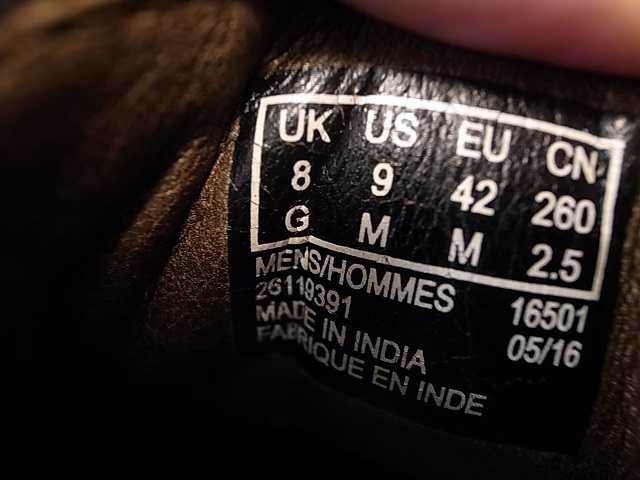 UK US EU CN
8 9 42 260
G M M 2.5
MENS/HOMMES
26119391 16501
MADE IN INDIA 05/16
FABRIQUE EN INDE